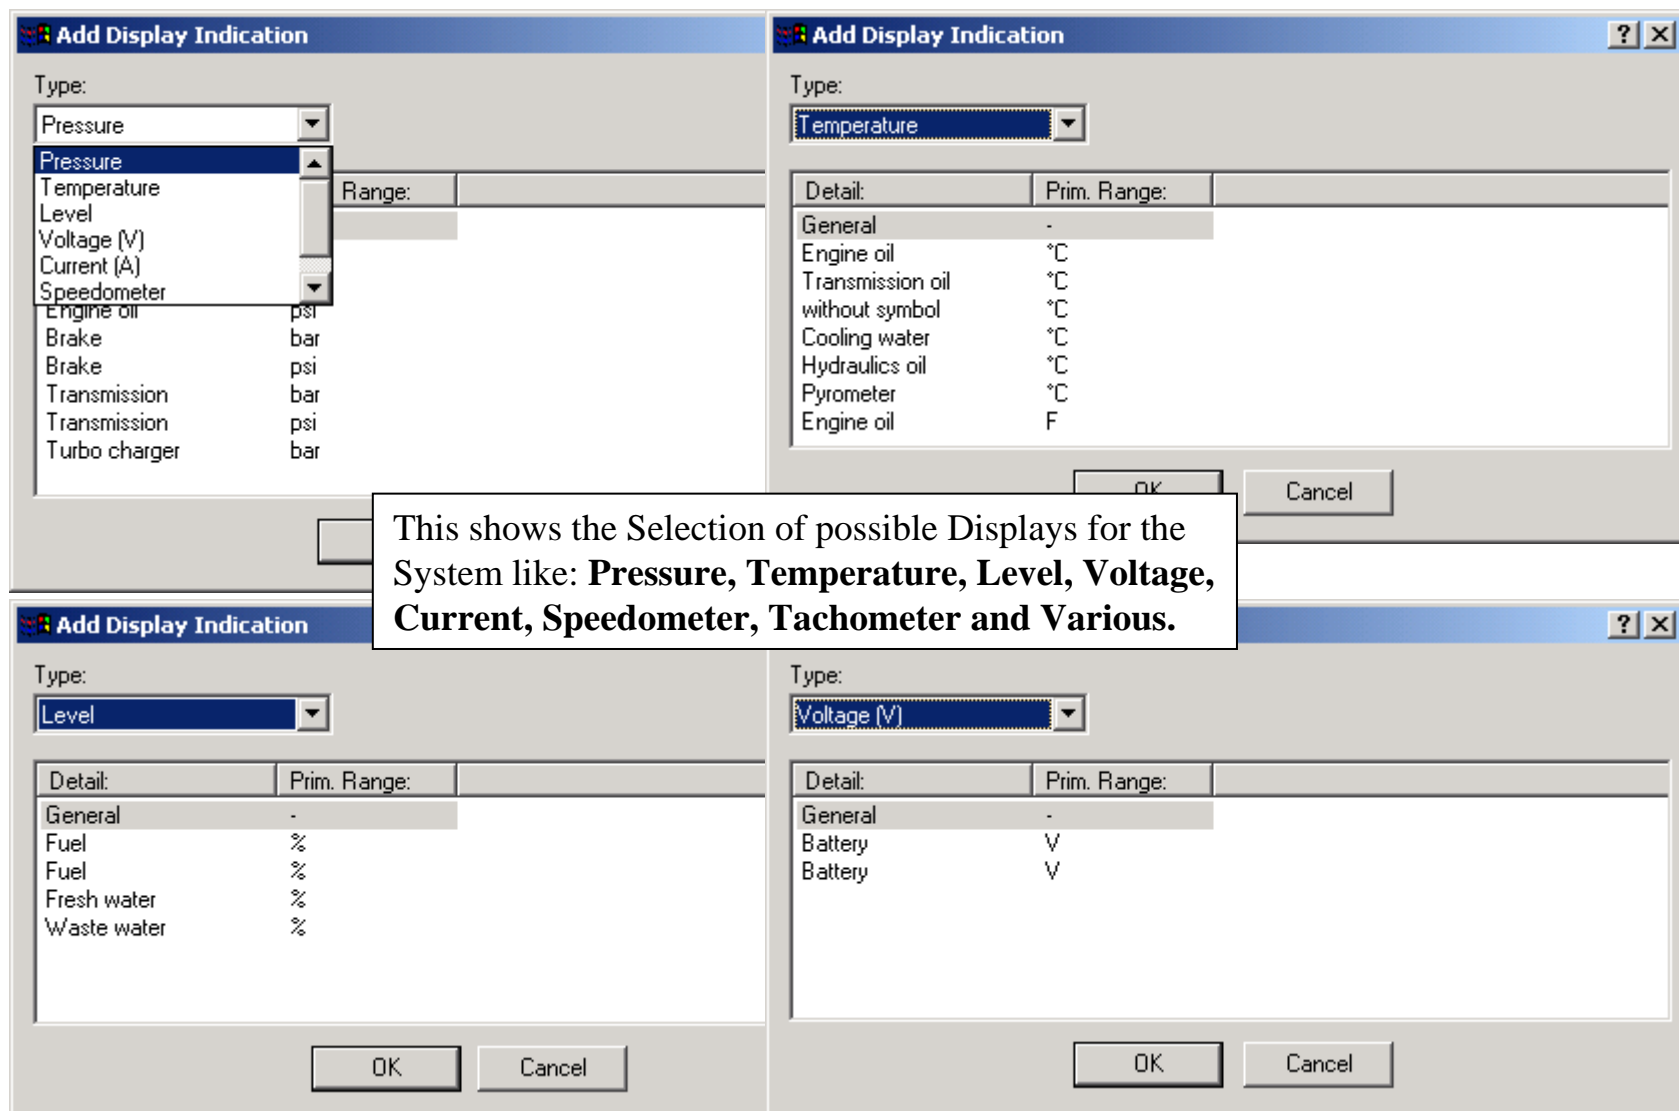 Add Display Indication
Type:
Pressure
Pressure
Temperature
Level
Voltage (V)
Current (A)
Speedometer
Range:
Engine oil psi
Brake bar
Brake psi
Transmission bar
Transmission psi
Turbo charger bar
Add Display Indication
Type:
Temperature
Detail: Prim. Range:
General -
Engine oil °C
Transmission oil °C
without symbol °C
Cooling water °C
Hydraulics oil °C
Pyrometer °C
Engine oil F
OK Cancel
This shows the Selection of possible Displays for the
System like: Pressure, Temperature, Level, Voltage,
Current, Speedometer, Tachometer and Various.
Add Display Indication
Type:
Level
Detail: Prim. Range:
General -
Fuel %
Fuel %
Fresh water %
Waste water %
OK Cancel
Type:
Voltage (V)
Detail: Prim. Range:
General -
Battery V
Battery V
OK Cancel